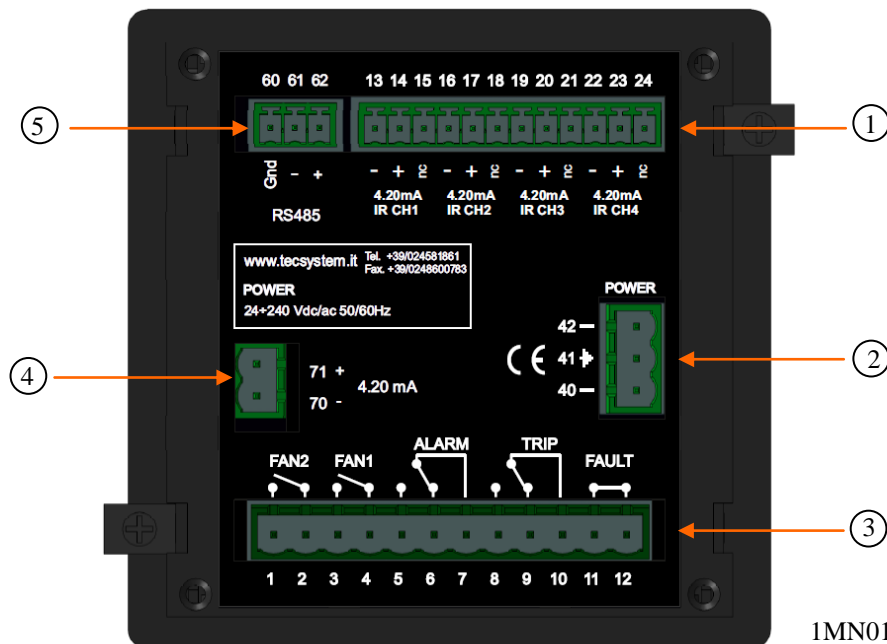 60 61 62 13 14 15 16 17 18 19 20 21 22 23 24
5
1
Gnd - + - + nc - + nc - + nc - + nc
4.20mA 4.20mA 4.20mA 4.20mA
IR CH1 IR CH2 IR CH3 IR CH4
RS485
www.tecsystem.it Tel. +39/024581861
Fax. +39/0248600783
POWER
24÷240 Vdc/ac 50/60Hz
POWER
42
CE 41
40
2
4
71 +
4.20 mA
70 -
FAN2 FAN1 ALARM TRIP FAULT
3
1 2 3 4 5 6 7 8 9 10 11 12
1MN01